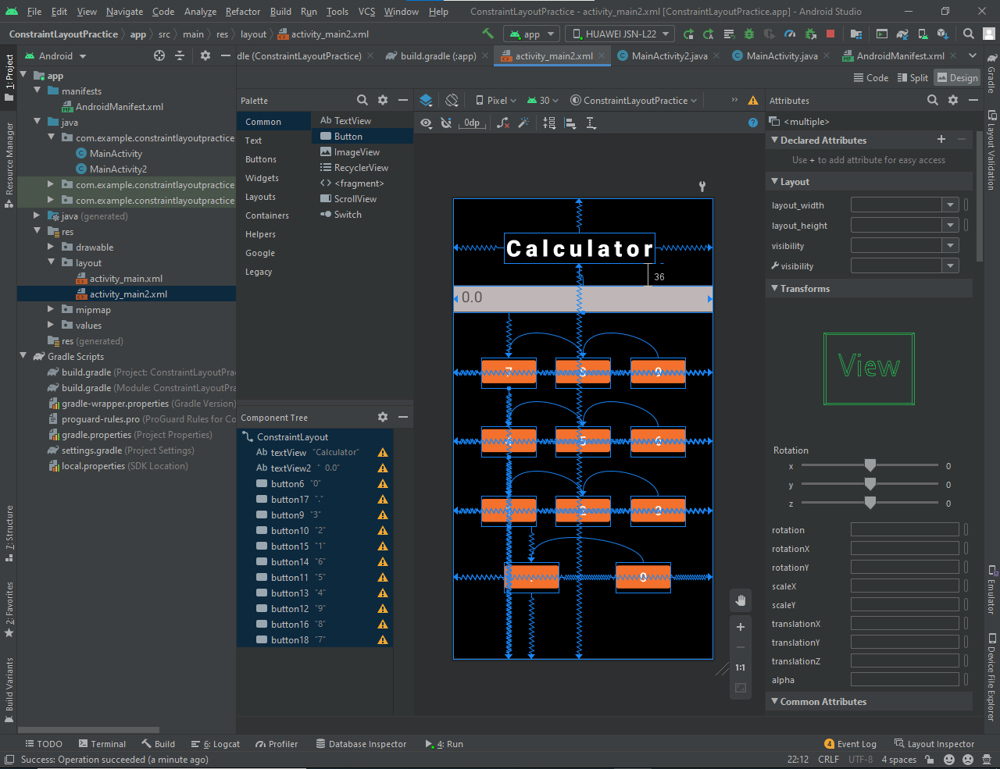 File Edit View Navigate Code Analyze Refactor Build Run Tools VCS Window Help ConstraintLayoutPractice - activity_main2.xml [ConstraintLayoutPractice.app] - Android Studio
ConstraintLayoutPractice app src main res layout activity_main2.xml app HUAWEI JSN-L22
Android
dle (ConstraintLayoutPractice) build.gradle (:app) activity_main2.xml MainActivity2.java MainActivity.java AndroidManifest.xml
Code Split Design
1: Project
Resource Manager
7: Structure
2: Favorites
Build Variants
app
manifests
AndroidManifest.xml
java
com.example.constraintlayoutpractice
MainActivity
MainActivity2
com.example.constraintlayoutpractice
com.example.constraintlayoutpractice
java (generated)
res
drawable
layout
activity_main.xml
activity_main2.xml
mipmap
values
res (generated)
Gradle Scripts
build.gradle (Project: ConstraintLayoutPra
build.gradle (Module: ConstraintLayoutPra
gradle-wrapper.properties (Gradle Version)
proguard-rules.pro (ProGuard Rules for Co
gradle.properties (Project Properties)
settings.gradle (Project Settings)
local.properties (SDK Location)
Palette
Common
Text
Buttons
Widgets
Layouts
Containers
Helpers
Google
Legacy
Ab TextView
Button
ImageView
RecyclerView
<fragment>
ScrollView
Switch
Component Tree
ConstraintLayout
Ab textView "Calculator"
Ab textView2 " 0.0"
button6 "0"
button17 "."
button9 "3"
button10 "2"
button15 "1"
button14 "6"
button11 "5"
button13 "4"
button12 "9"
button16 "8"
button18 "7"
Pixel 30 ConstraintLayoutPractice »
0dp
Calculator
36
0.0
7 9
5 6
2 3
. 0
1:1
Attributes
<multiple>
Declared Attributes
Use + to add attribute for easy access
Layout
layout_width
layout_height
visibility
visibility
Transforms
View
Rotation
x 0
y 0
z 0
rotation
rotationX
rotationY
scaleX
scaleY
translationX
translationY
translationZ
alpha
Common Attributes
Gradle
Layout Validation
Emulator
Device File Explorer
TODO Terminal Build 6: Logcat Profiler Database Inspector 4: Run 4 Event Log Layout Inspector
Success: Operation succeeded (a minute ago) 22:12 CRLF UTF-8 4 spaces